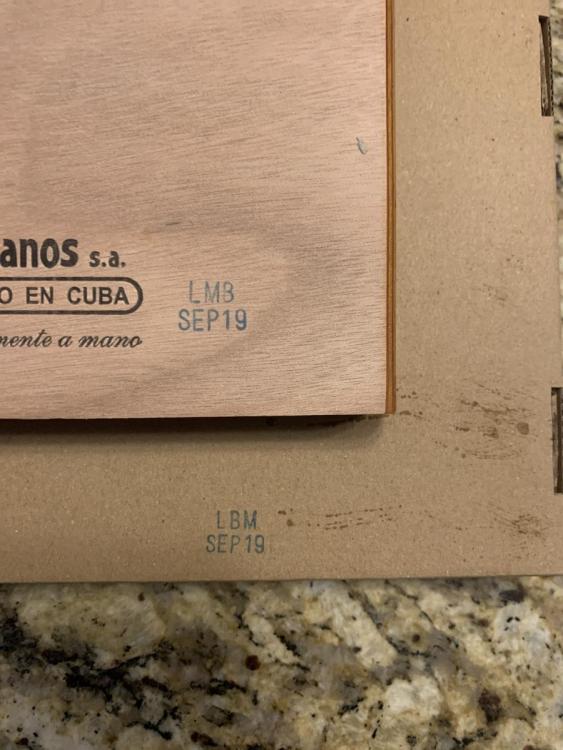 anos s.a.
O EN CUBA
mente a mano
LMB
SEP19
LBM
SEP19